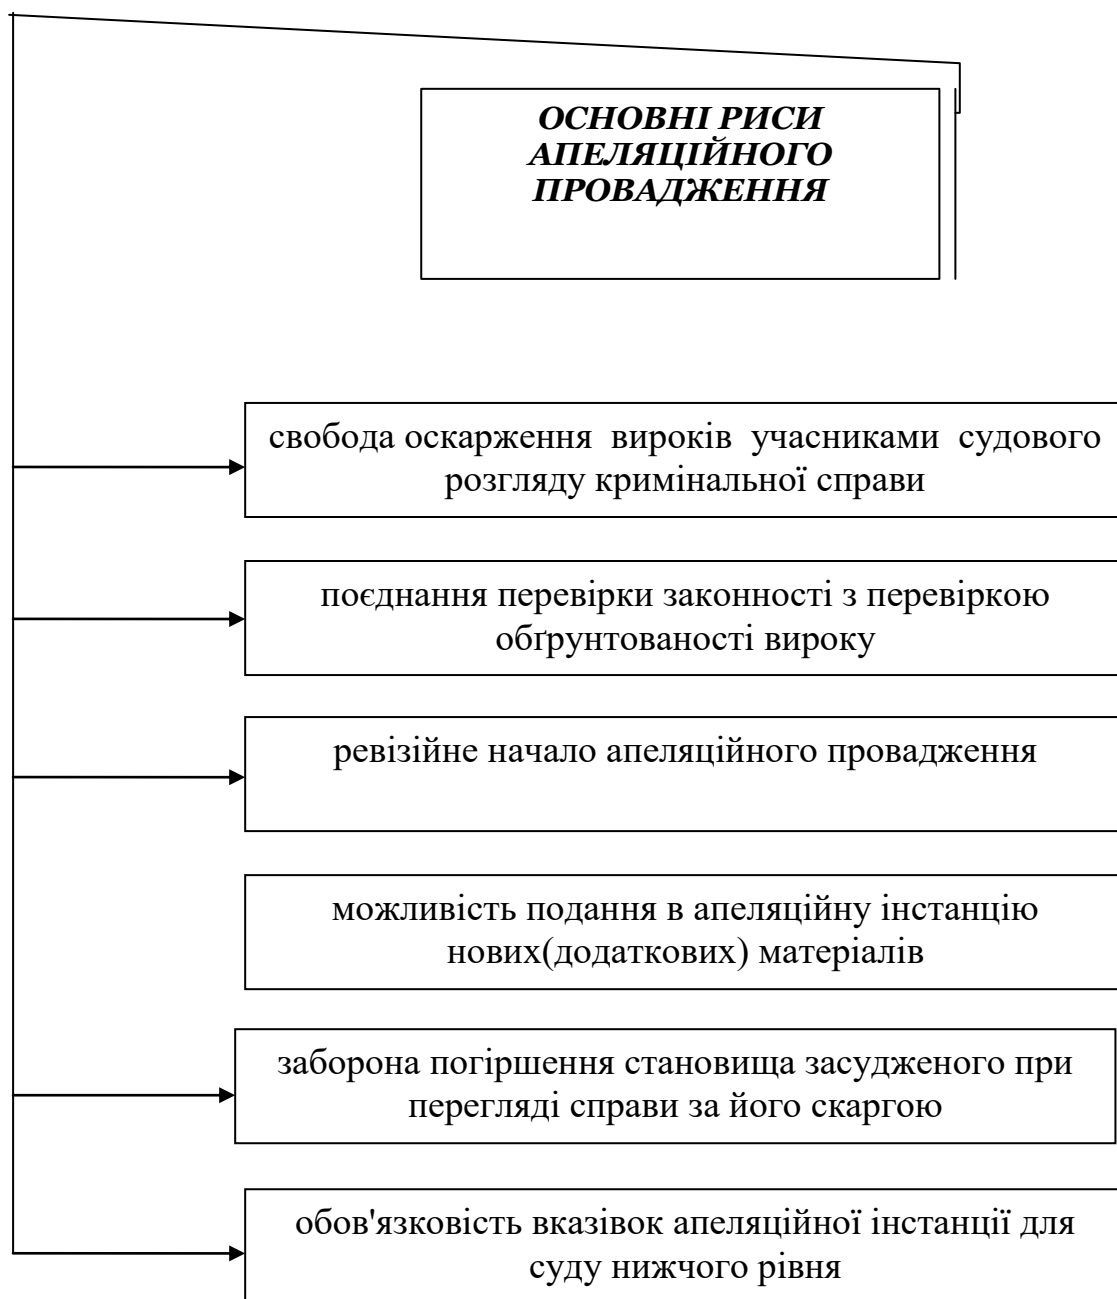 ОСНОВНІ РИСИ
АПЕЛЯЦІЙНОГО
ПРОВАДЖЕННЯ
свобода оскарження вироків учасниками судового
розгляду кримінальної справи
поєднання перевірки законності з перевіркою
обґрунтованості вироку
ревізійне начало апеляційного провадження
можливість подання в апеляційну інстанцію
нових(додаткових) матеріалів
заборона погіршення становища засудженого при
перегляді справи за його скаргою
обов'язковість вказівок апеляційної інстанції для
суду нижчого рівня